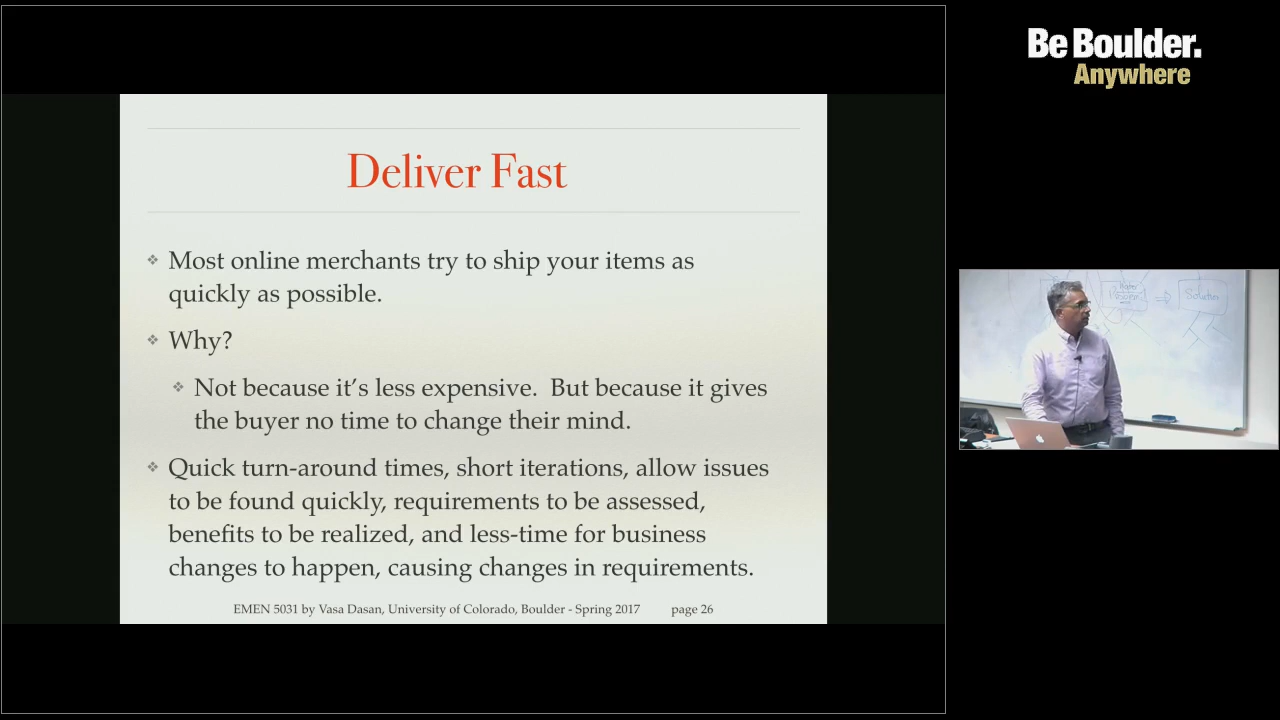 Be Boulder.
Anywhere
Deliver Fast
❖ Most online merchants try to ship your items as
quickly as possible.
❖ Why?
❖ Not because it’s less expensive.  But because it gives
the buyer no time to change their mind.
❖ Quick turn-around times, short iterations, allow issues
to be found quickly, requirements to be assessed,
benefits to be realized, and less-time for business
changes to happen, causing changes in requirements.
EMEN 5031 by Vasa Dasan, University of Colorado, Boulder - Spring 2017 page 26